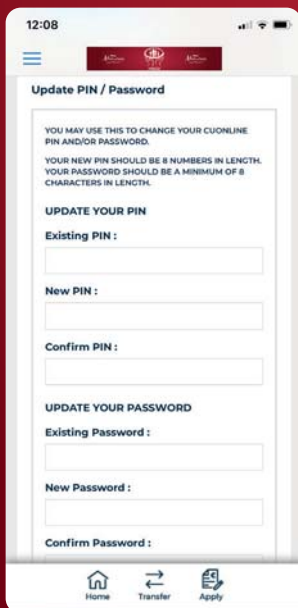 12:08
Update PIN / Password
YOU MAY USE THIS TO CHANGE YOUR CUONLINE
PIN AND/OR PASSWORD.
YOUR NEW PIN SHOULD BE 8 NUMBERS IN LENGTH.
YOUR PASSWORD SHOULD BE A MINIMUM OF 8
CHARACTERS IN LENGTH.
UPDATE YOUR PIN
Existing PIN :
New PIN :
Confirm PIN :
UPDATE YOUR PASSWORD
Existing Password :
New Password :
Confirm Password :
Home Transfer Apply